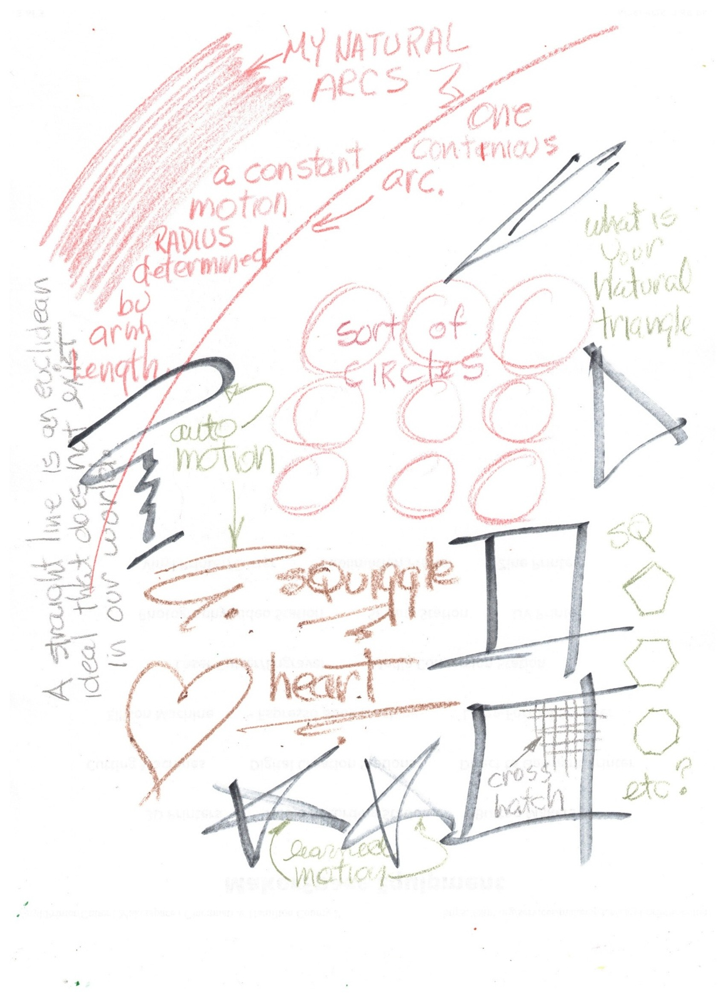 MY NATURAL
ARCS
one
contenious
arc.
a constant
motion
RADIUS
determined
by
arm
Length.
what is
your
Natural
triangle
sort of
CIRcles
auto
motion
A straight line is an euclidean
ideal that does not exist
in our world.
SQ
squiggle
heart
cross
hatch
etc?
learned
motion